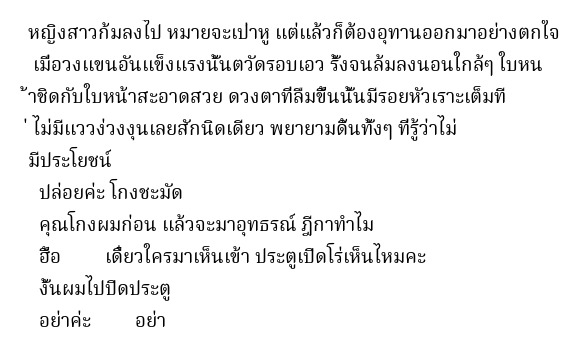 หญิงสาวก้มลงไป หมายจะเป่าหู แต่แล้วก็ต้องอุทานออกมาอย่างตกใจ
เมื่อวงแขนอันแข็งแรงนั้นตวัดรอบเอว รั้งจนล้มลงนอนใกล้ๆ ใบหน
้าชิดกับใบหน้าสะอาดสวย ดวงตาที่ลืมขึ้นนั้นมีรอยหัวเราะเต็มที
่ ไม่มีแววง่วงงุนเลยสักนิดเดียว พยายามดิ้นทั้งๆ ที่รู้ว่าไม่
มีประโยชน์
ปล่อยค่ะ โกงชะมัด
คุณโกงผมก่อน แล้วจะมาอุทธรณ์ ฎีกาทำไม
ฮื้อ เดี๋ยวใครมาเห็นเข้า ประตูเปิดโร่เห็นไหมคะ
งั้นผมไปปิดประตู
อย่าค่ะ อย่า